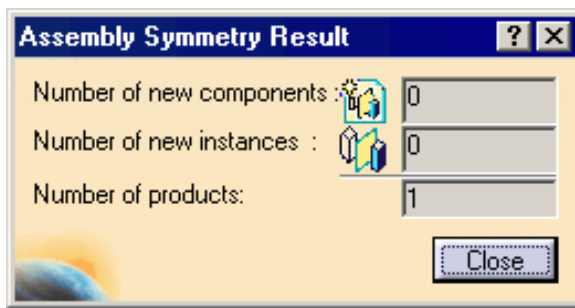 Assembly Symmetry Result ? ×
Number of new components : 0
Number of new instances : 0
Number of products: 1
Close